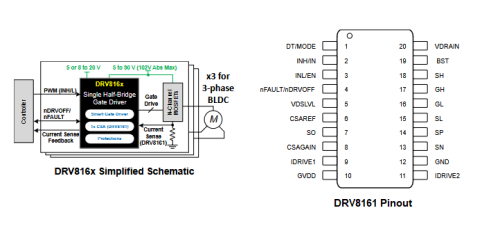 5 or 8 to 20 V
5 to 90 V (102V Abs Max)
DRV816x
Single Half-Bridge
Gate Driver
Smart Gate Driver
1x CSA (DRV8161)
Protections
Controller
PWM (INH/L)
nDRVOFF/
nFAULT
Current Sense
Feedback
Gate
Drive
N-Channel
MOSFETs
Current
Sense
(DRV8161)
x3 for
3-phase
BLDC
M
DRV816x Simplified Schematic
DT/MODE 1 20 VDRAIN
INH/IN 2 19 BST
INL/EN 3 18 SH
nFAULT/nDRVOFF 4 17 GH
VDSLVL 5 16 GL
CSAREF 6 15 SL
SO 7 14 SP
CSAGAIN 8 13 SN
IDRIVE1 9 12 GND
GVDD 10 11 IDRIVE2
DRV8161 Pinout